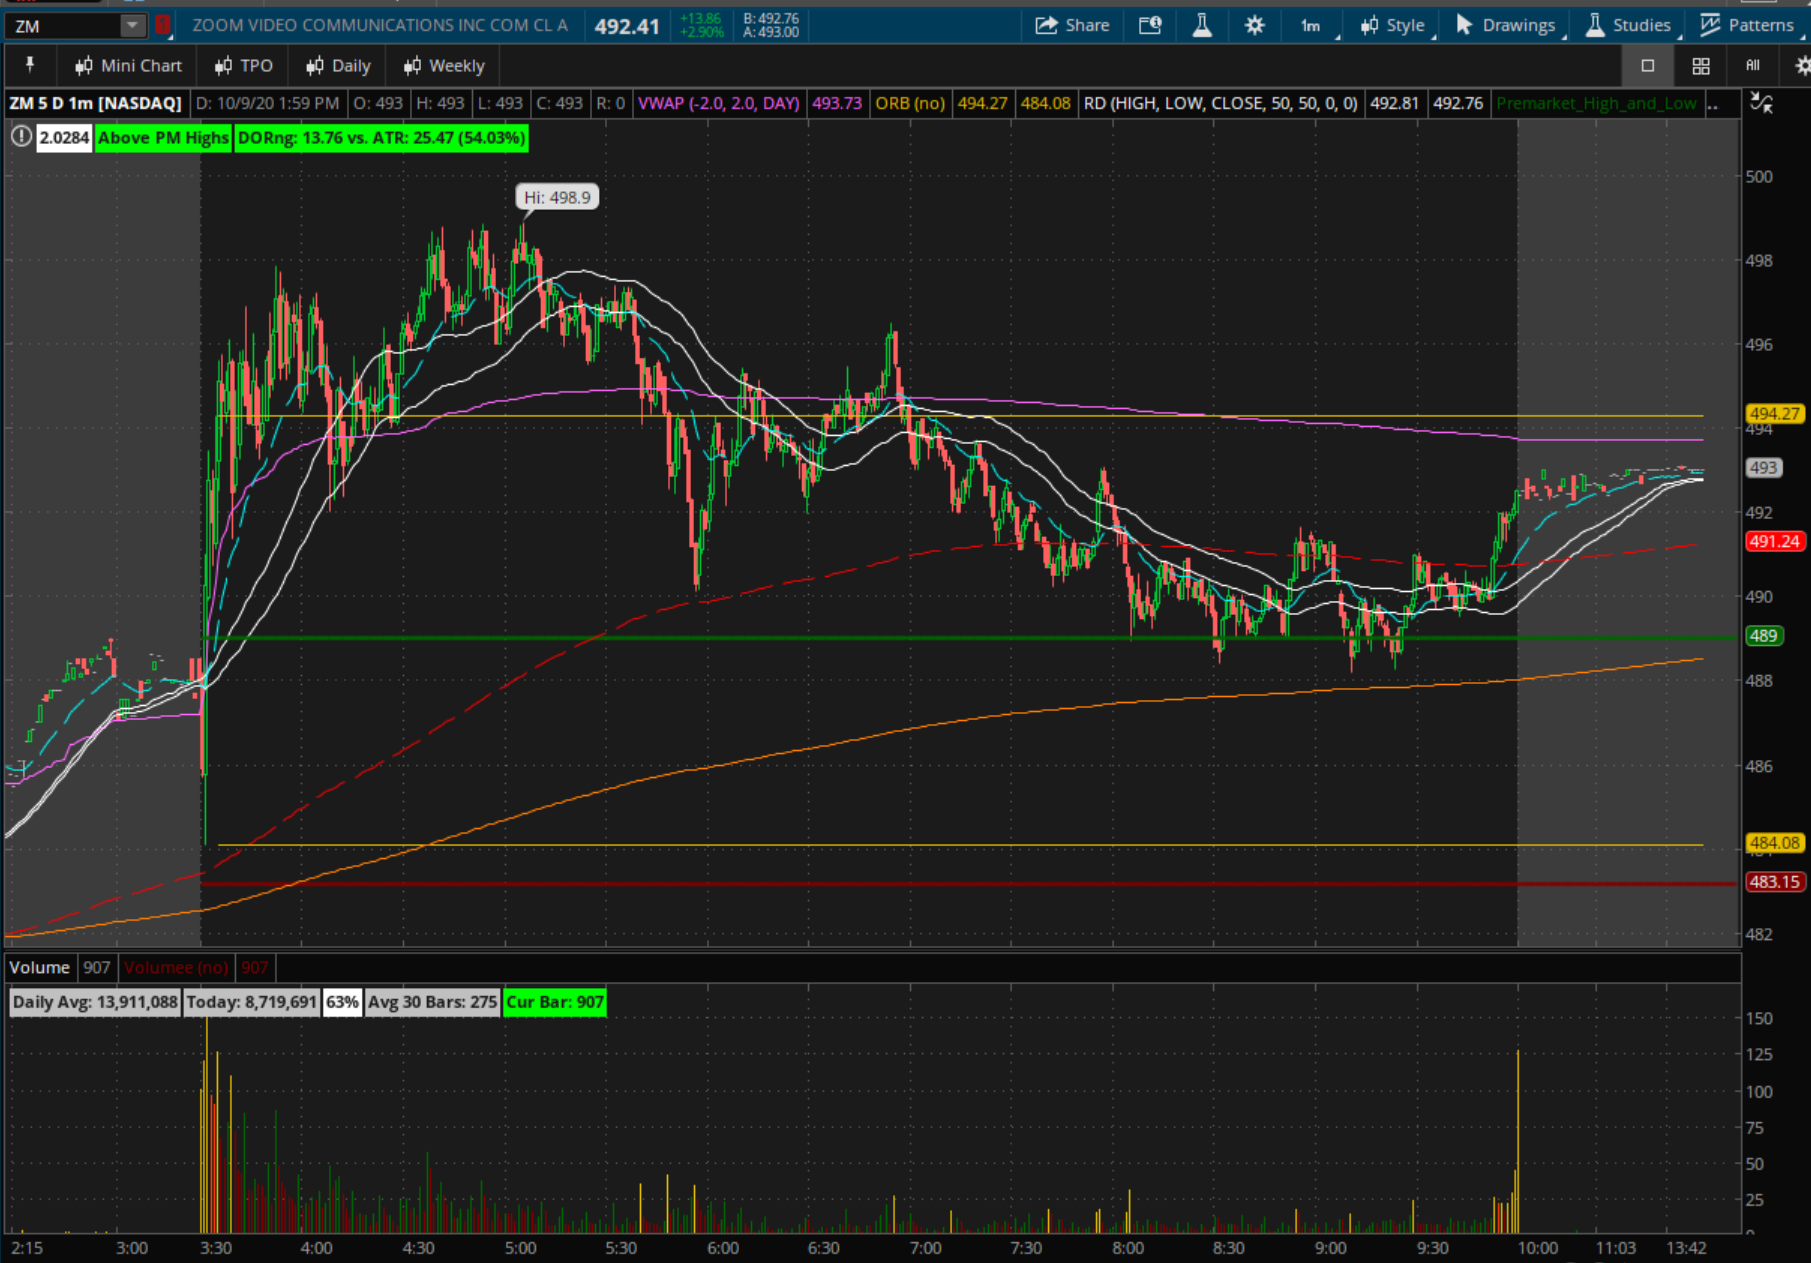 ZM ZOOM VIDEO COMMUNICATIONS INC COM CL A 492.41 +13.86 +2.90% B: 492.76 A: 493.00 Share 1m Style Drawings Studies Patterns
Mini Chart TPO Daily Weekly All
ZM 5 D 1m [NASDAQ] D: 10/9/20 1:59 PM O: 493 H: 493 L: 493 C: 493 R: 0 VWAP (-2.0, 2.0, DAY) 493.73 ORB (no) 494.27 484.08 RD (HIGH, LOW, CLOSE, 50, 50, 0, 0) 492.81 492.76 Premarket_High_and_Low ..
2.0284 Above PM Highs DORng: 13.76 vs. ATR: 25.47 (54.03%)
500
Hi: 498.9
498
496
494.27
494
493
492
491.24
490
489
488
486
484.08
483.15
482
Volume 907 Volumee (no) 907
Daily Avg: 13,911,088 Today: 8,719,691 63% Avg 30 Bars: 275 Cur Bar: 907
150
125
100
75
50
25
2:15 3:00 3:30 4:00 4:30 5:00 5:30 6:00 6:30 7:00 7:30 8:00 8:30 9:00 9:30 10:00 11:03 13:42